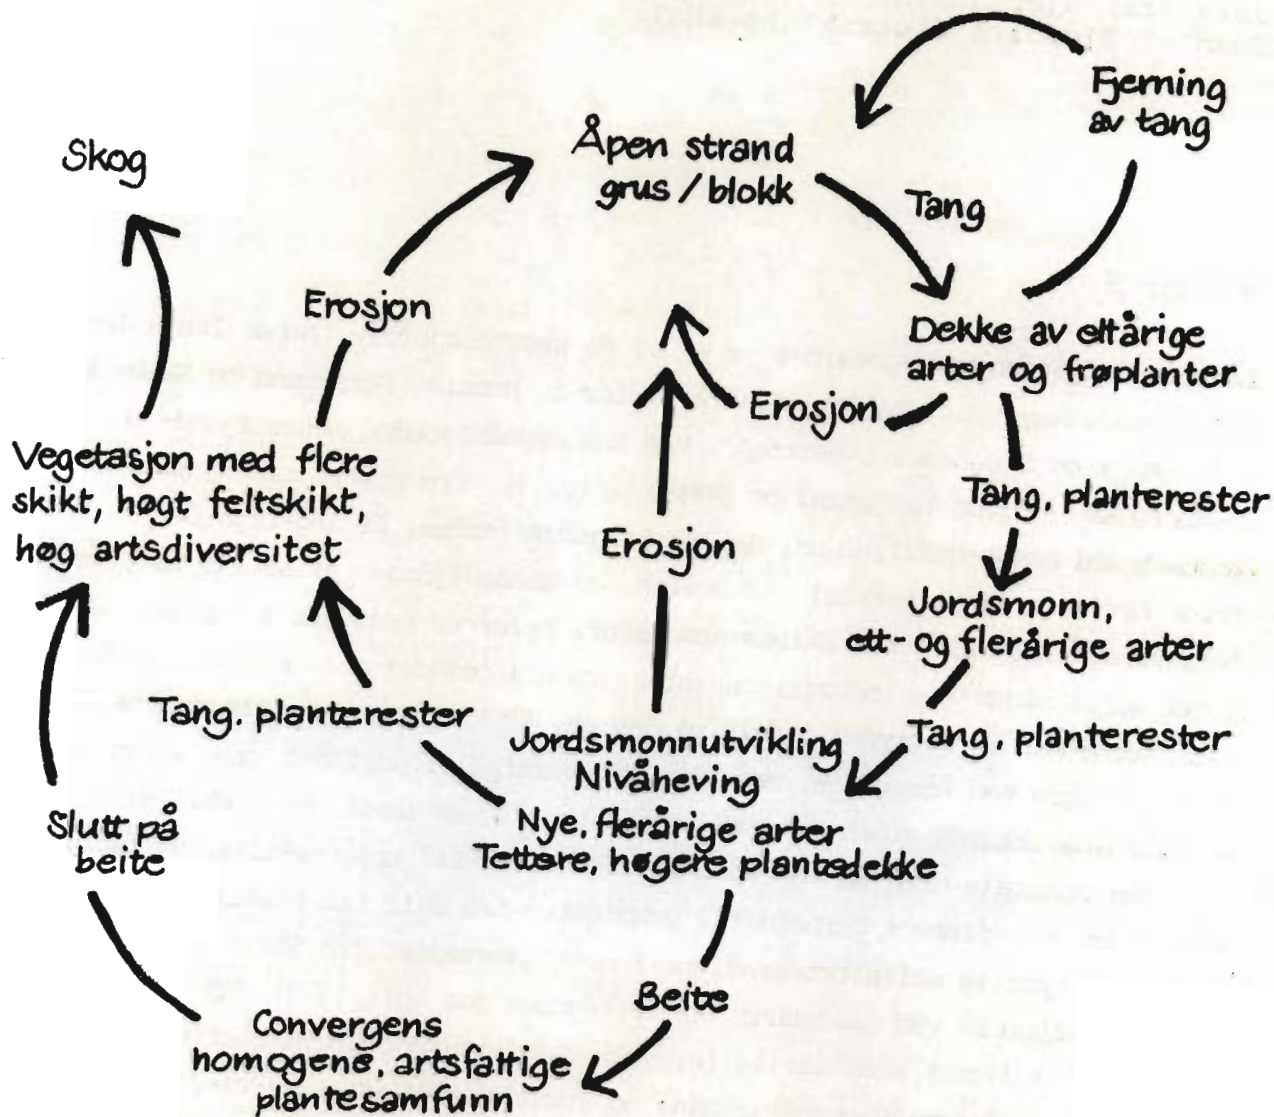 Fjerning
av tang
Skog
Åpen strand
grus / blokk
Tang
Erosjon
Dekke av ettårige
arter og frøplanter
Erosjon
Vegetasjon med flere
skikt, høgt feltskikt,
høg artsdiversitet
Tang, planterester
Erosjon
Jordsmonn,
ett- og flerårige arter
Tang. planterester
Tang, planterester
Jordsmonnutvikling
Nivåheving
Nye, flerårige arter
Tettere, høgere plantedekke
Slutt på
beite
Beite
Convergens
homogene, artsfattige
plantesamfunn